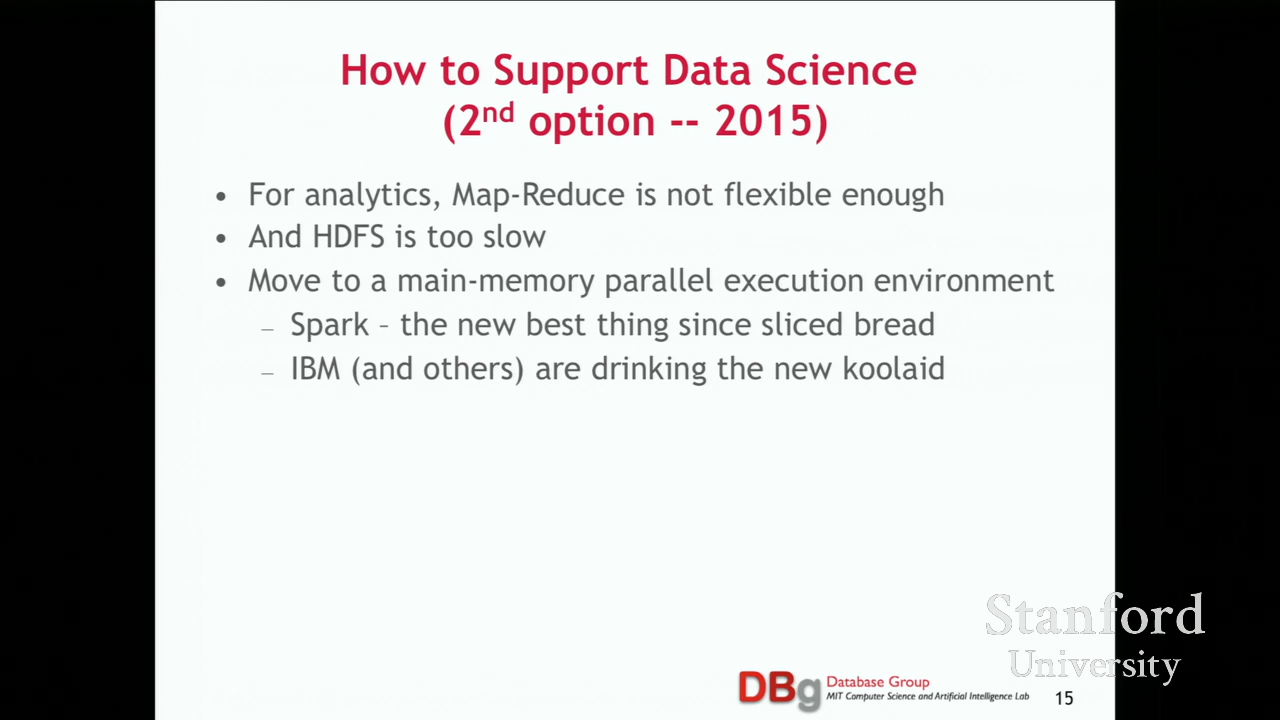 How to Support Data Science
(2nd option -- 2015)
• For analytics, Map-Reduce is not flexible enough
• And HDFS is too slow
• Move to a main-memory parallel execution environment
– Spark – the new best thing since sliced bread
– IBM (and others) are drinking the new koolaid
Stanford
University
DBg Database Group
MIT Computer Science and Artificial Intelligence Lab
15